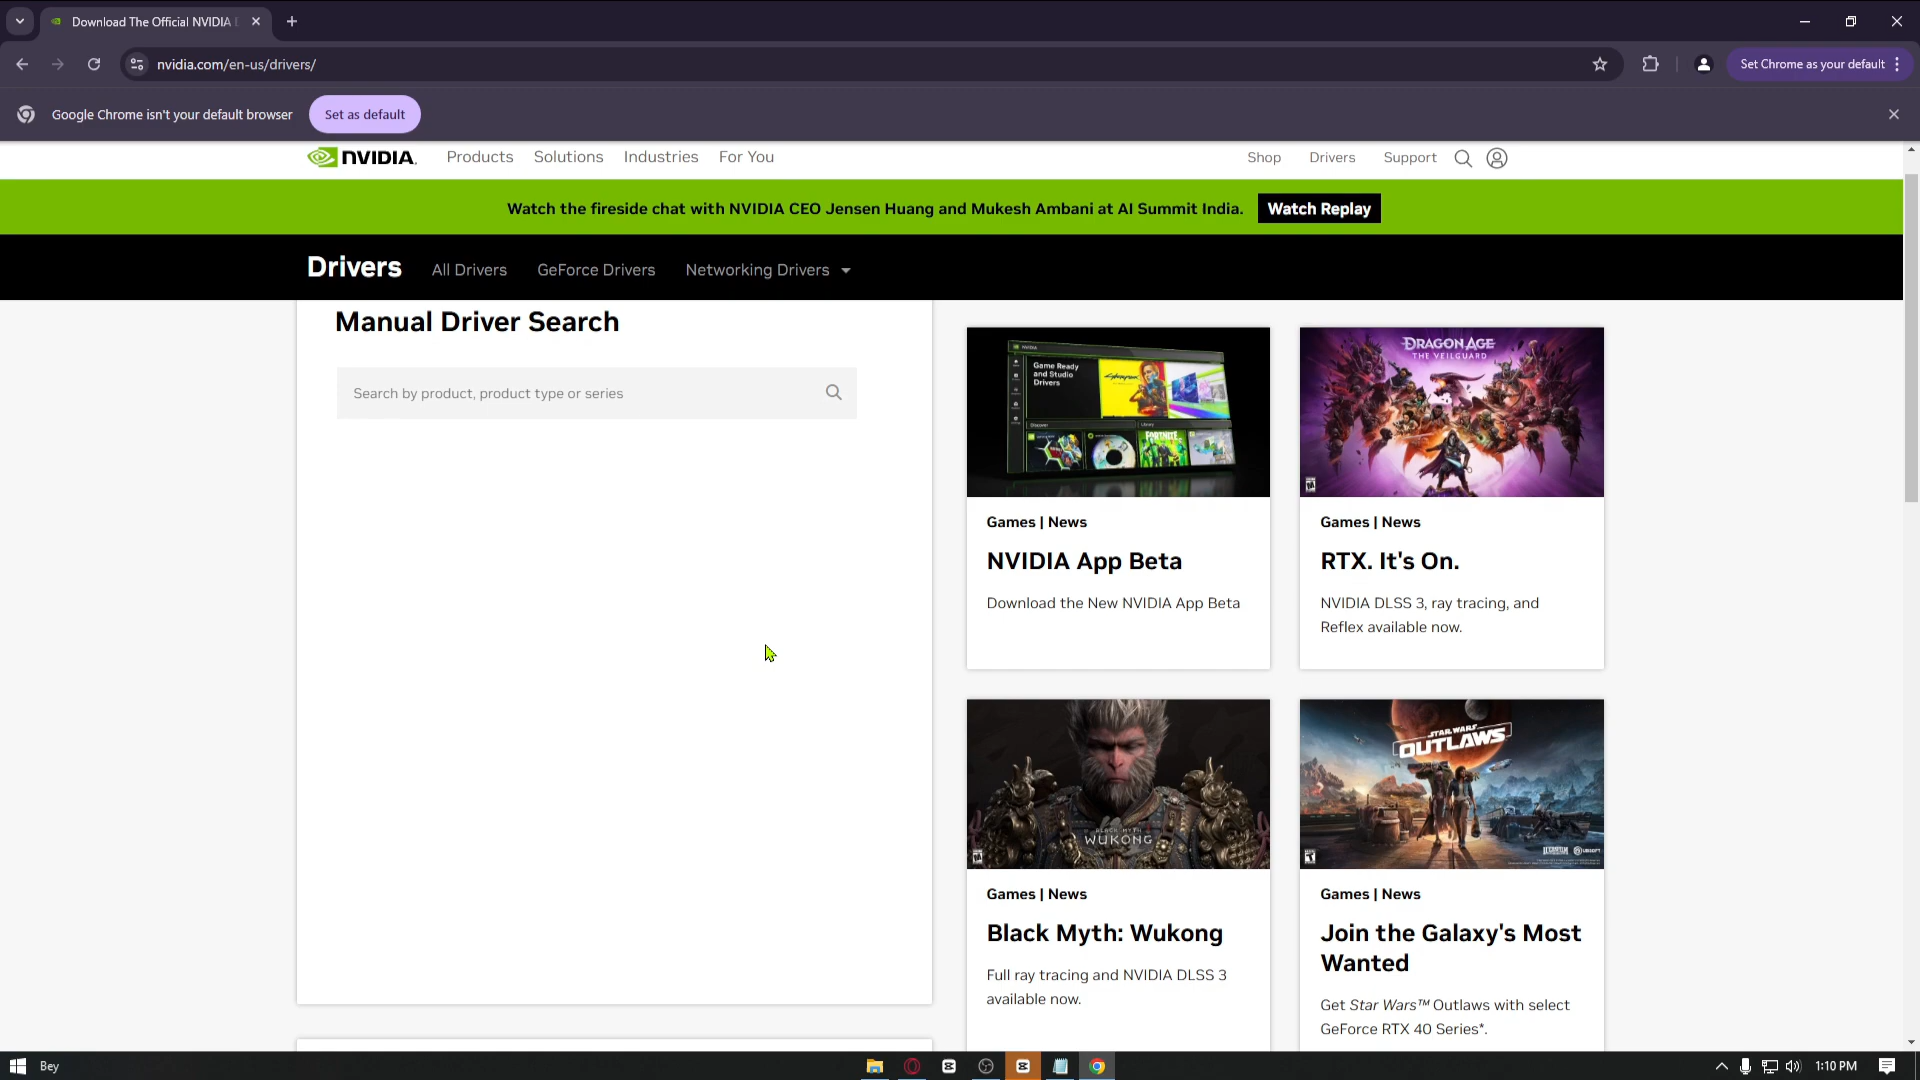 Download The Official NVIDIA
nvidia.com/en-us/drivers/
Set Chrome as your default
Google Chrome isn't your default browser
Set as default
NVIDIA.
Products
Solutions
Industries
For You
Shop
Drivers
Support
Watch the fireside chat with NVIDIA CEO Jensen Huang and Mukesh Ambani at AI Summit India.
Watch Replay
Drivers
All Drivers
GeForce Drivers
Networking Drivers
Manual Driver Search
Search by product, product type or series
NVIDIA
Game Ready
and Studio
Drivers
Discover
Library
FORTNITE
Games | News
NVIDIA App Beta
Download the New NVIDIA App Beta
DRAGON AGE
THE VEILGUARD
Games | News
RTX. It's On.
NVIDIA DLSS 3, ray tracing, and
Reflex available now.
BLACK MYTH
WUKONG
Games | News
Black Myth: Wukong
Full ray tracing and NVIDIA DLSS 3
available now.
STAR WARS
OUTLAWS
UBISOFT
Games | News
Join the Galaxy's Most
Wanted
Get Star Wars™ Outlaws with select
GeForce RTX 40 Series*.
Bey
1:10 PM